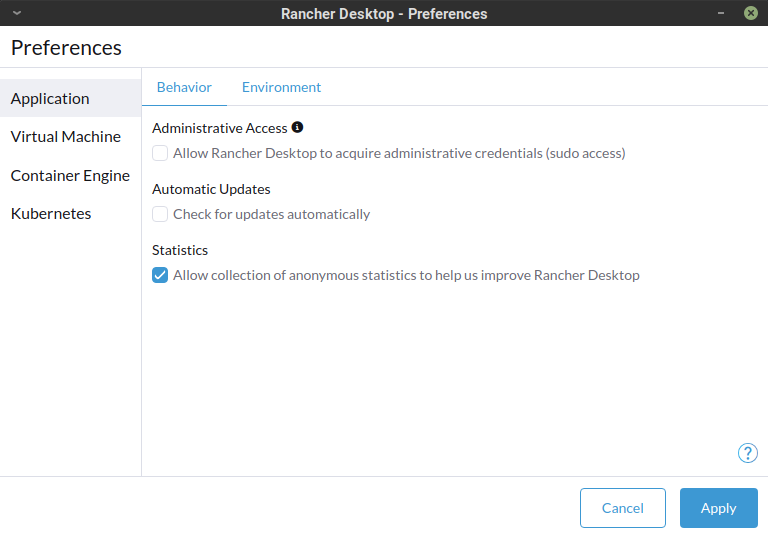 Rancher Desktop - Preferences
Preferences
Application
Virtual Machine
Container Engine
Kubernetes
Behavior Environment
Administrative Access
Allow Rancher Desktop to acquire administrative credentials (sudo access)
Automatic Updates
Check for updates automatically
Statistics
Allow collection of anonymous statistics to help us improve Rancher Desktop
?
Cancel Apply